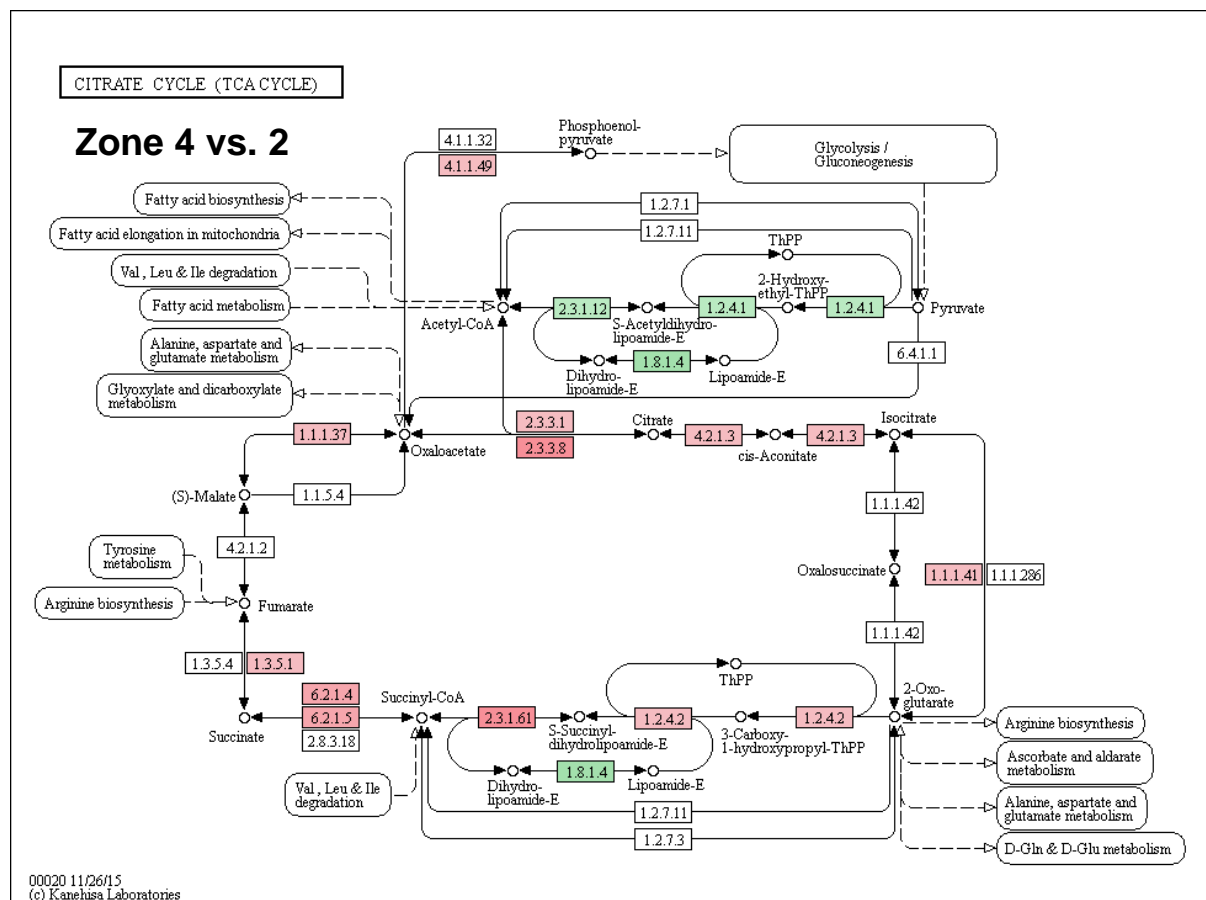 CITRATE CYCLE (TCA CYCLE)
Zone 4 vs. 2
4.1.1.32
4.1.1.49
Phosphoenol-
pyruvate
Glycolysis /
Gluconeogenesis
Fatty acid biosynthesis
Fatty acid elongation in mitochondria
Val, Leu & Ile degradation
Fatty acid metabolism
Alanine, aspartate and
glutamate metabolism
Glyoxylate and dicarboxylate
metabolism
1.2.7.1
1.2.7.11
ThPP
2-Hydroxy-
ethyl-ThPP
Acetyl-CoA
2.3.1.12
S-Acetyldihydro-
lipoamide-E
1.2.4.1
1.2.4.1
Pyruvate
Dihydro-
lipoamide-E
1.8.1.4
Lipoamide-E
6.4.1.1
1.1.1.37
Oxaloacetate
2.3.3.1
2.3.3.8
Citrate
4.2.1.3
cis-Aconitate
4.2.1.3
Isocitrate
(S)-Malate
1.1.5.4
1.1.1.42
4.2.1.2
Tyrosine
metabolism
Arginine biosynthesis
Fumarate
Oxalosuccinate
1.1.1.41
1.1.1.286
1.1.1.42
1.3.5.4
1.3.5.1
6.2.1.4
6.2.1.5
2.8.3.18
Succinate
Succinyl-CoA
2.3.1.61
S-Succinyl-
dihydrolipoamide-E
1.2.4.2
ThPP
3-Carboxy-
1-hydroxypropyl-ThPP
1.2.4.2
2-Oxo-
glutarate
Dihydro-
lipoamide-E
1.8.1.4
Lipoamide-E
Val, Leu & Ile
degradation
1.2.7.11
1.2.7.3
Arginine biosynthesis
Ascorbate and aldarate
metabolism
Alanine, aspartate and
glutamate metabolism
D-Gln & D-Glu metabolism
00020 11/26/15
(c) Kanehisa Laboratories